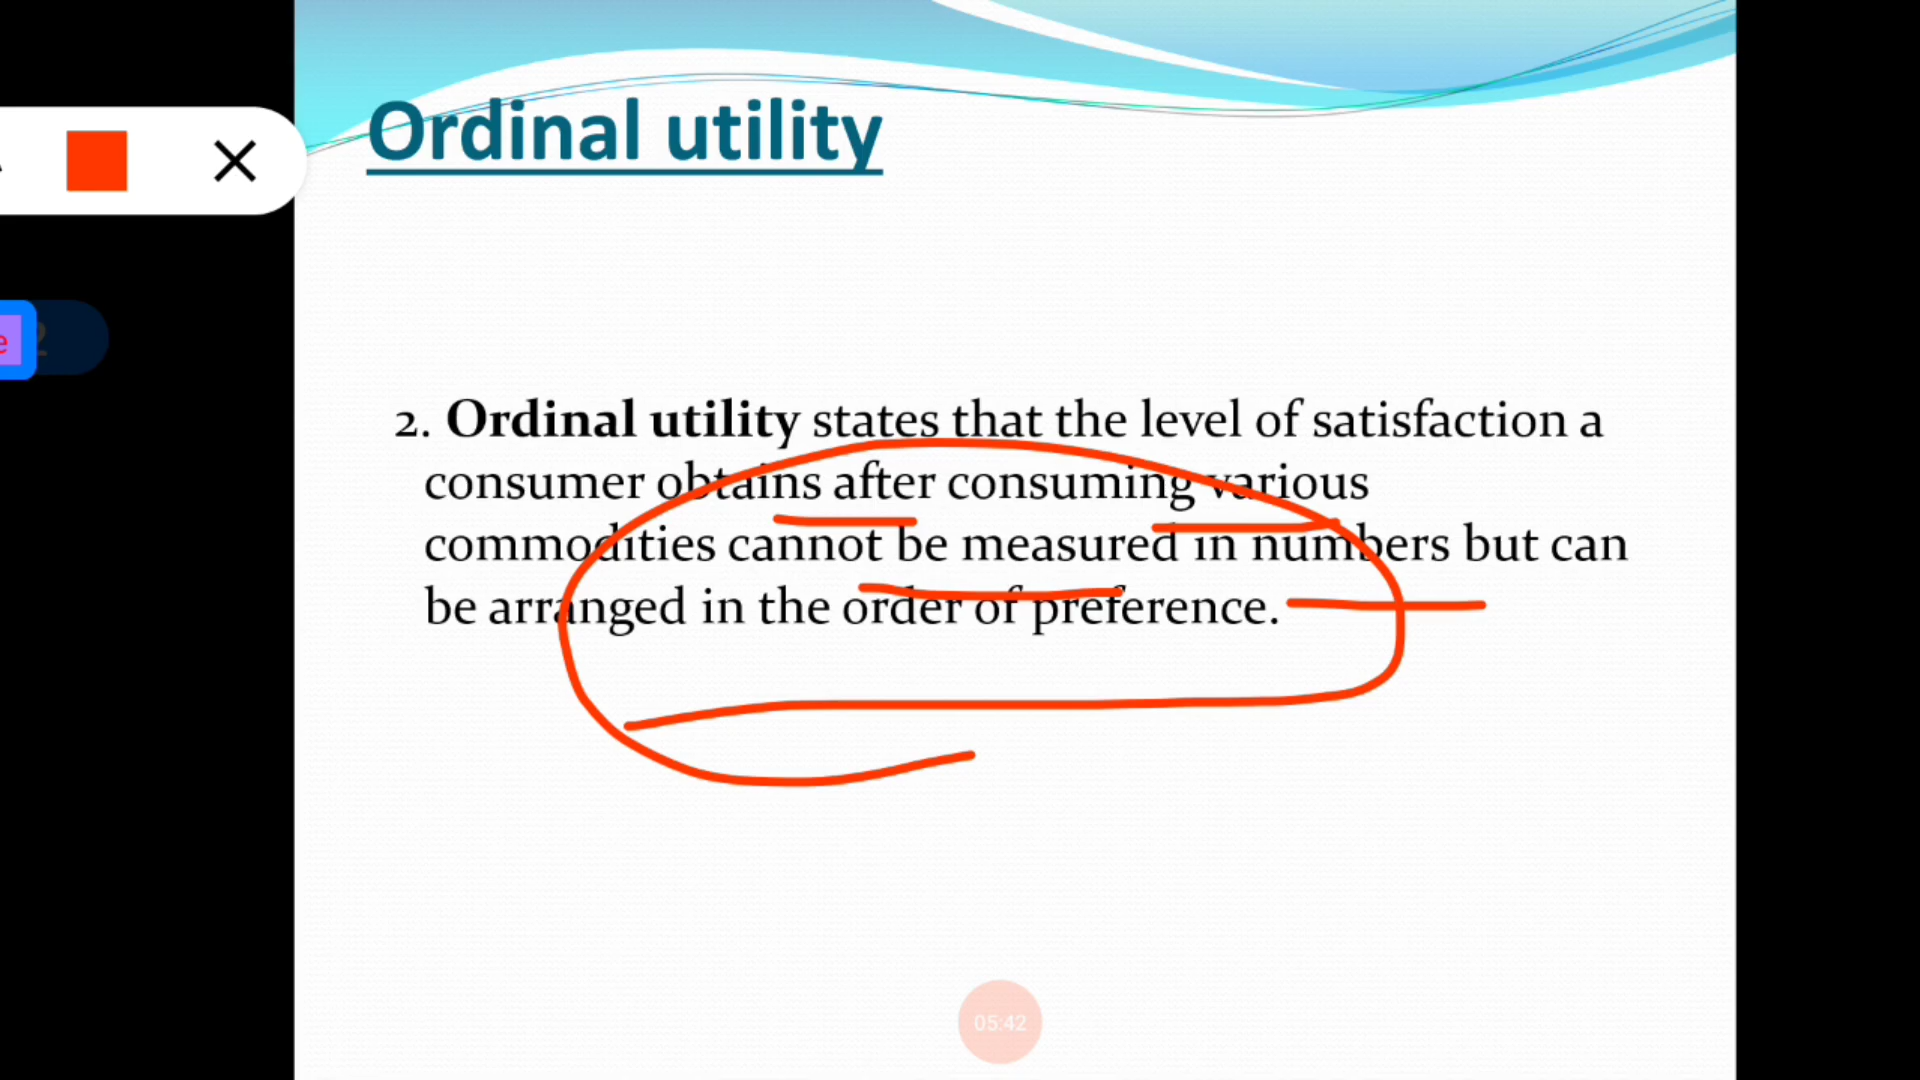 Ordinal utility
e 2
2. Ordinal utility states that the level of satisfaction a
consumer obtains after consuming various
commodities cannot be measured in numbers but can
be arranged in the order of preference.
05:42